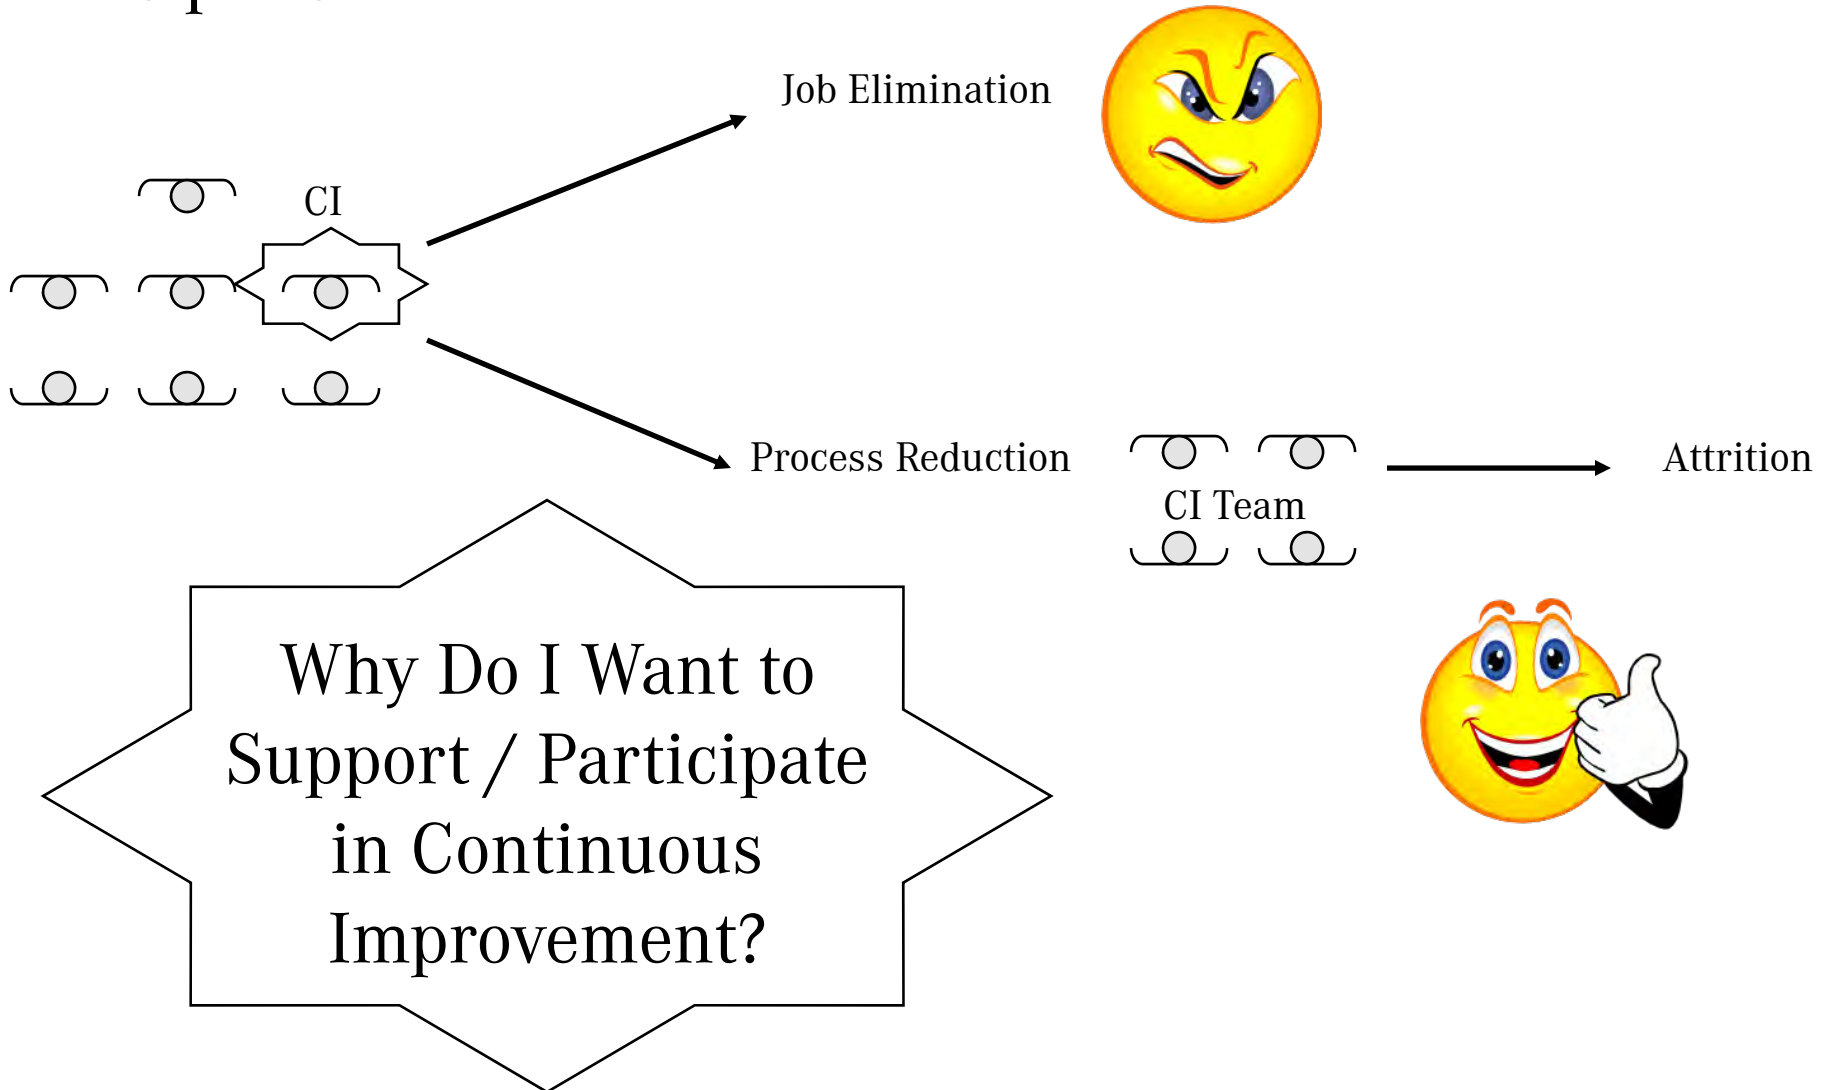 Job Elimination
CI
Process Reduction
CI Team
Attrition
Why Do I Want to
Support / Participate
in Continuous
Improvement?